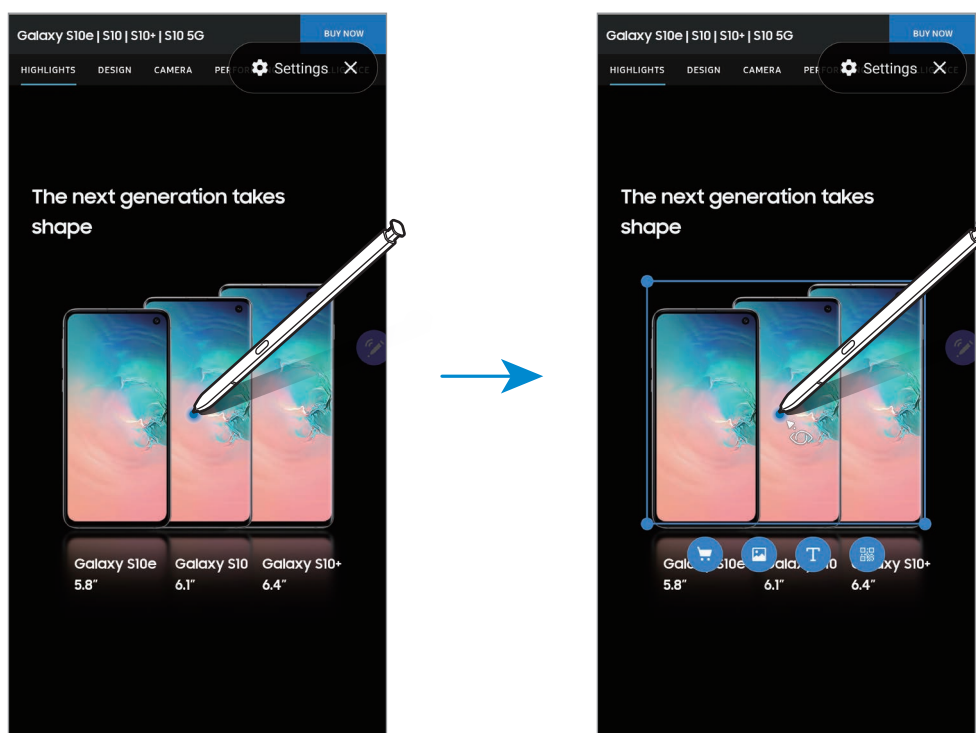 Galaxy S10e | S10 | S10+ | S10 5G
BUY NOW
HIGHLIGHTS DESIGN CAMERA
Settings
The next generation takes
shape
Galaxy S10e Galaxy S10 Galaxy S10+
5.8″ 6.1″ 6.4″
Galaxy S10e | S10 | S10+ | S10 5G
BUY NOW
HIGHLIGHTS DESIGN CAMERA
Settings
The next generation takes
shape
T
5.8″ 6.1″ 6.4″